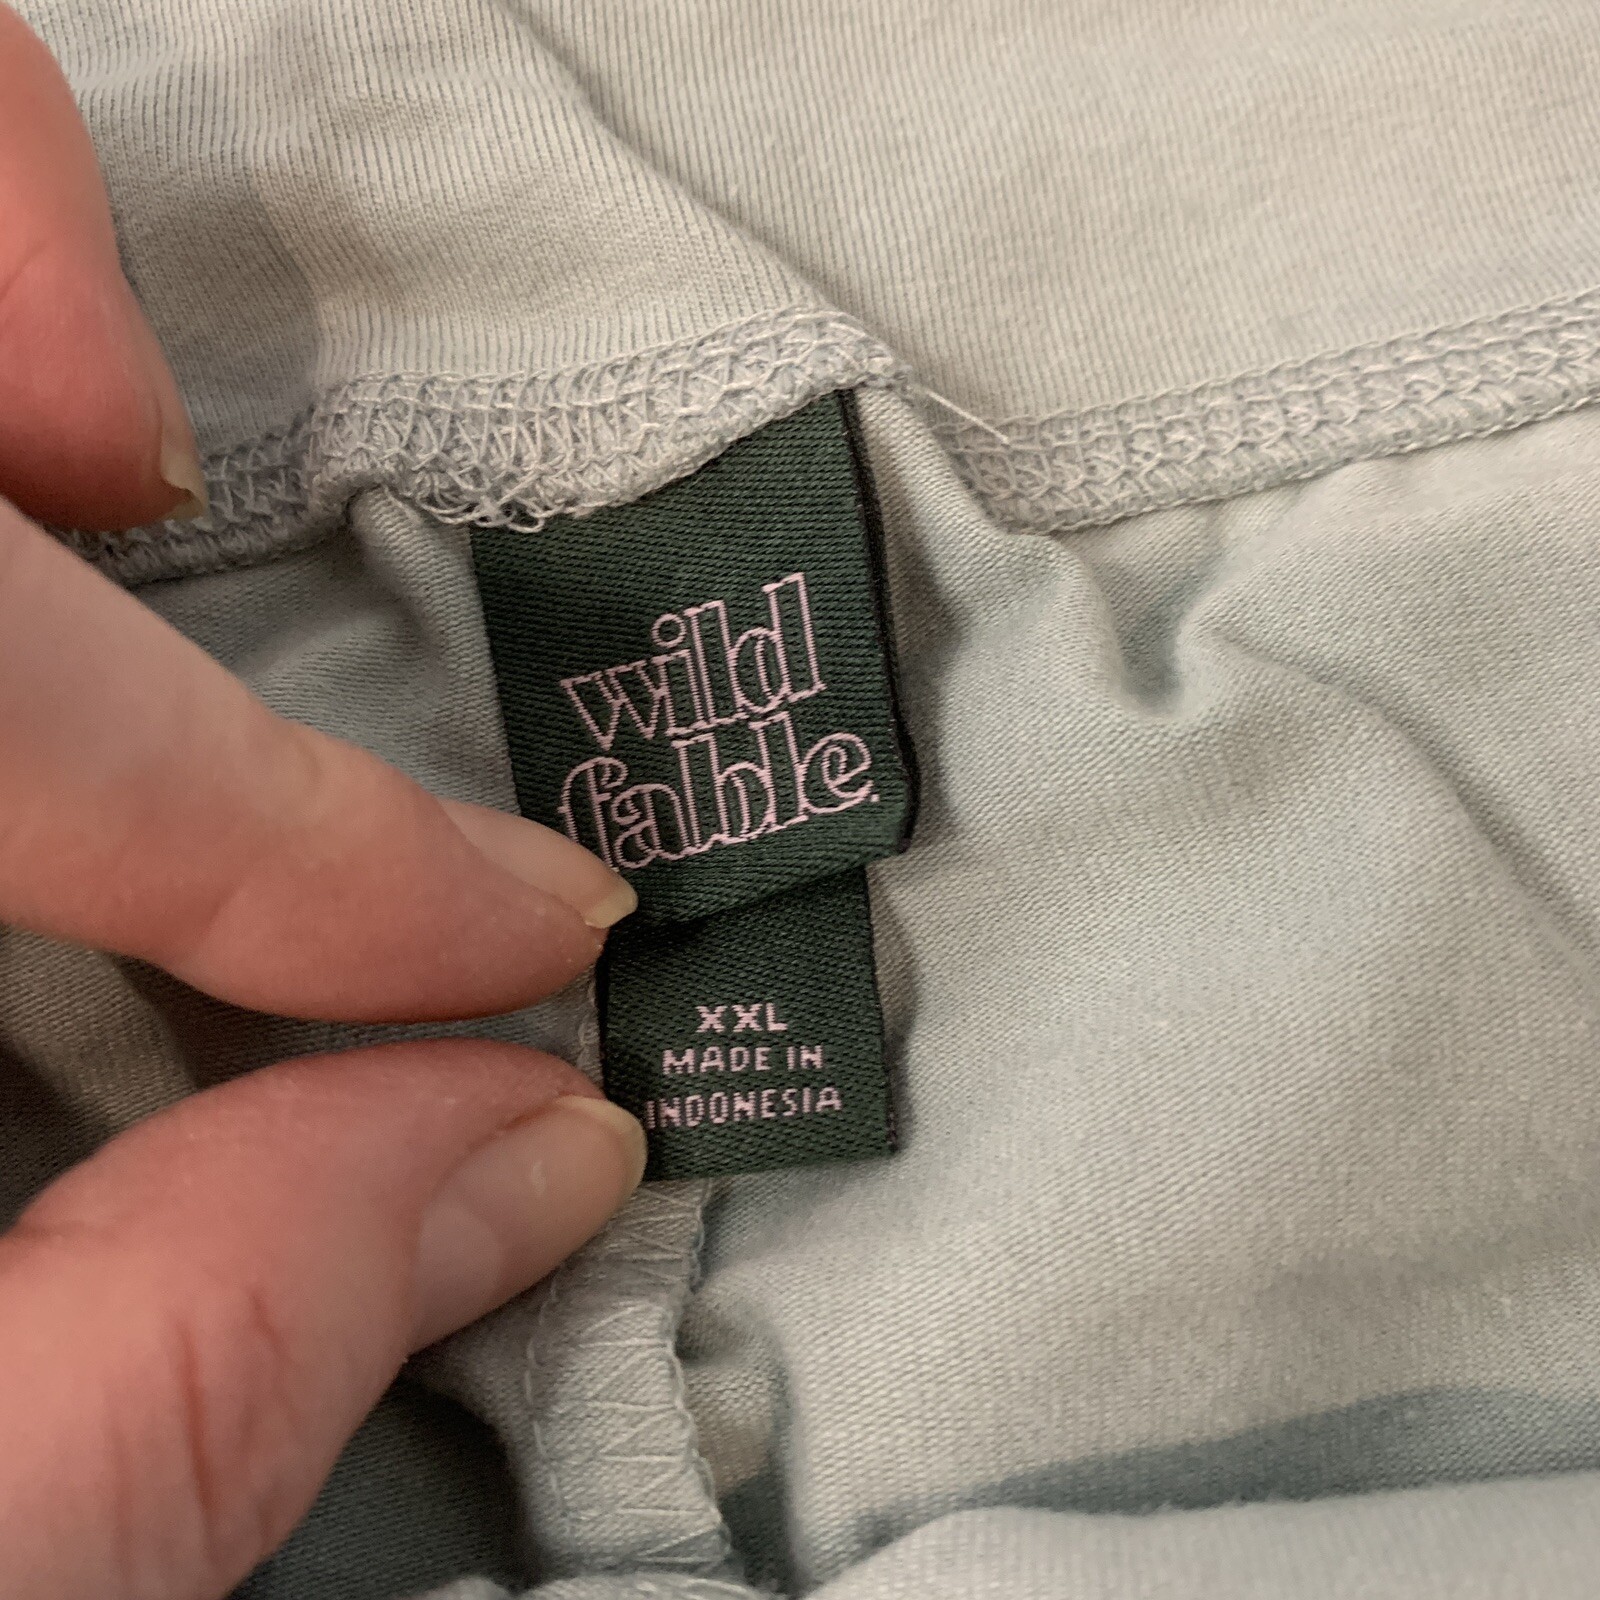 wild
fable.
XXL
MADE IN
INDONESIA